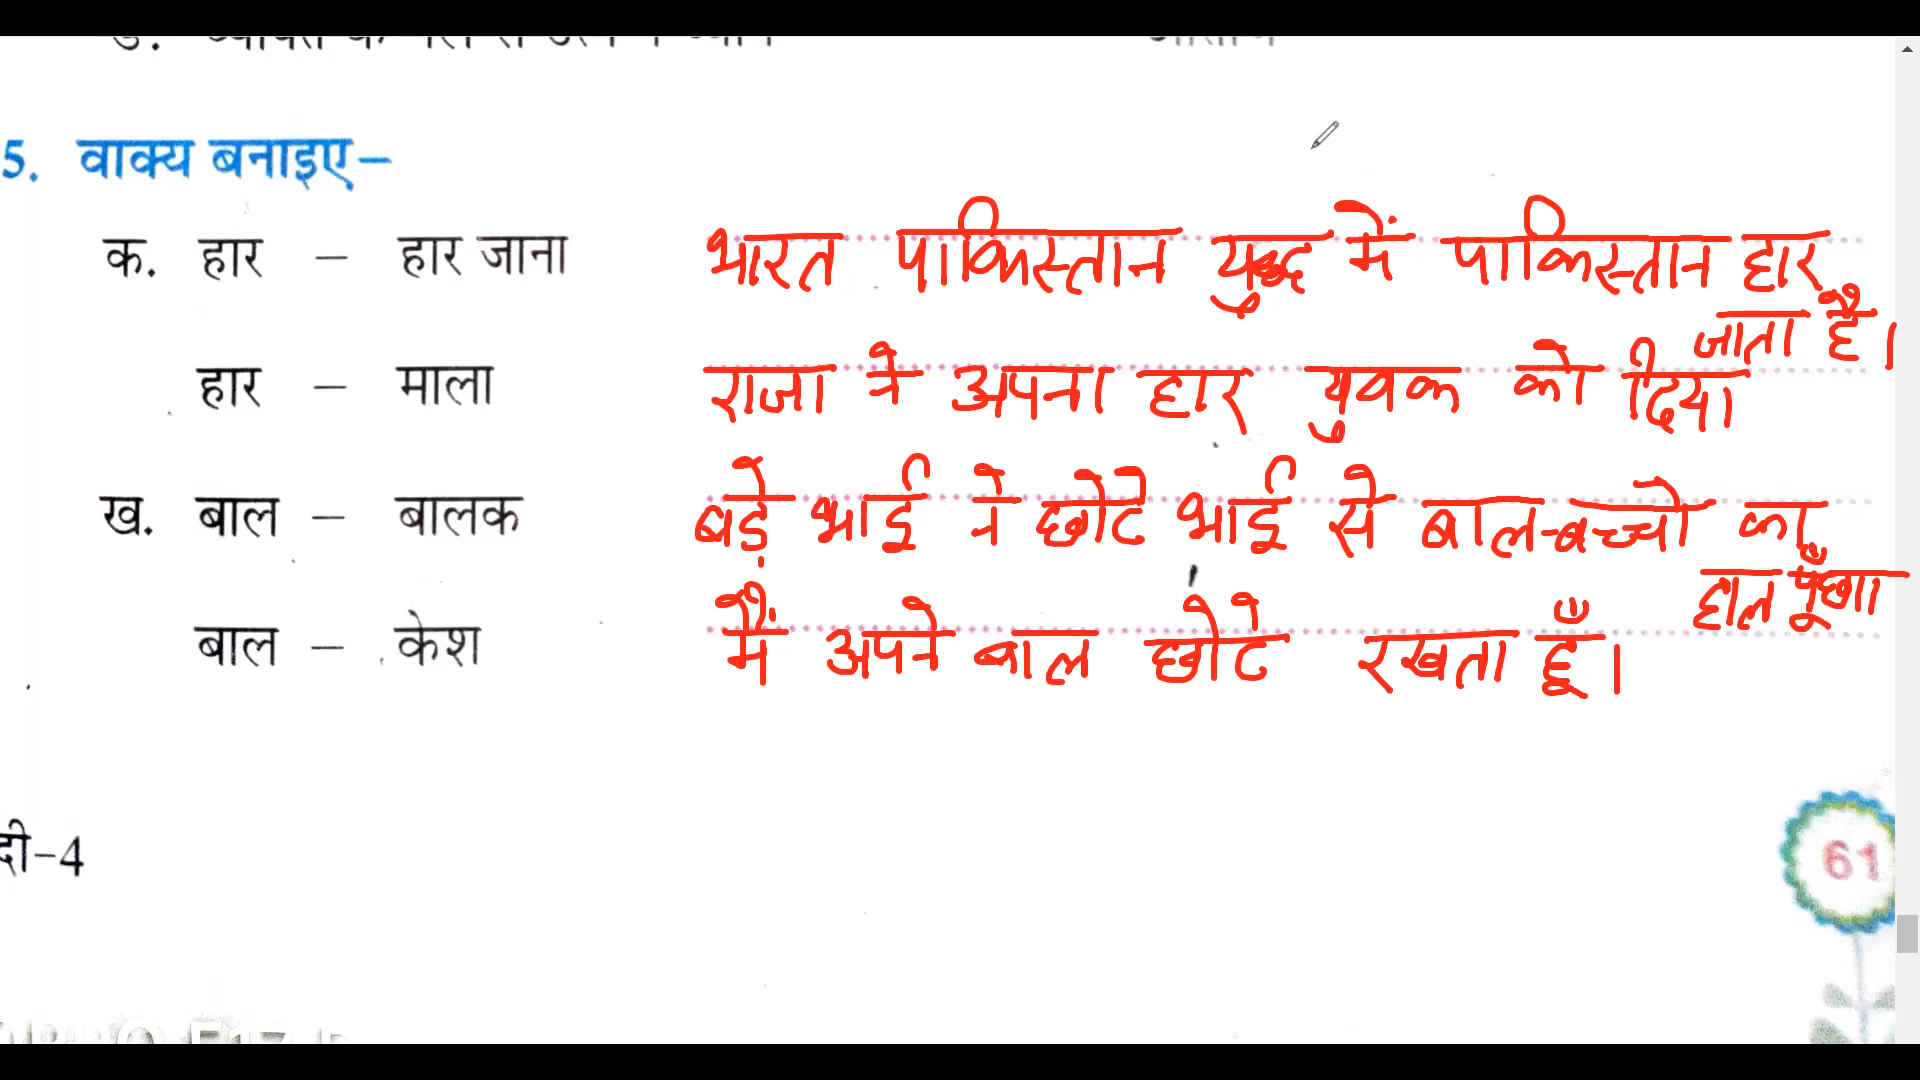 5. वाक्य बनाइए–
क. हार – हार जाना भारत पाकिस्तान युद्ध में पाकिस्तान हार
जाता है।
हार – माला राजा ने अपना हार युवक को दिया
ख. बाल – बालक बड़े भाई ने छोटे भाई से बाल-बच्चो का
हाल पूँछा
बाल – केश मैं अपने बाल छोटे रखता हूँ।
दी–4
61